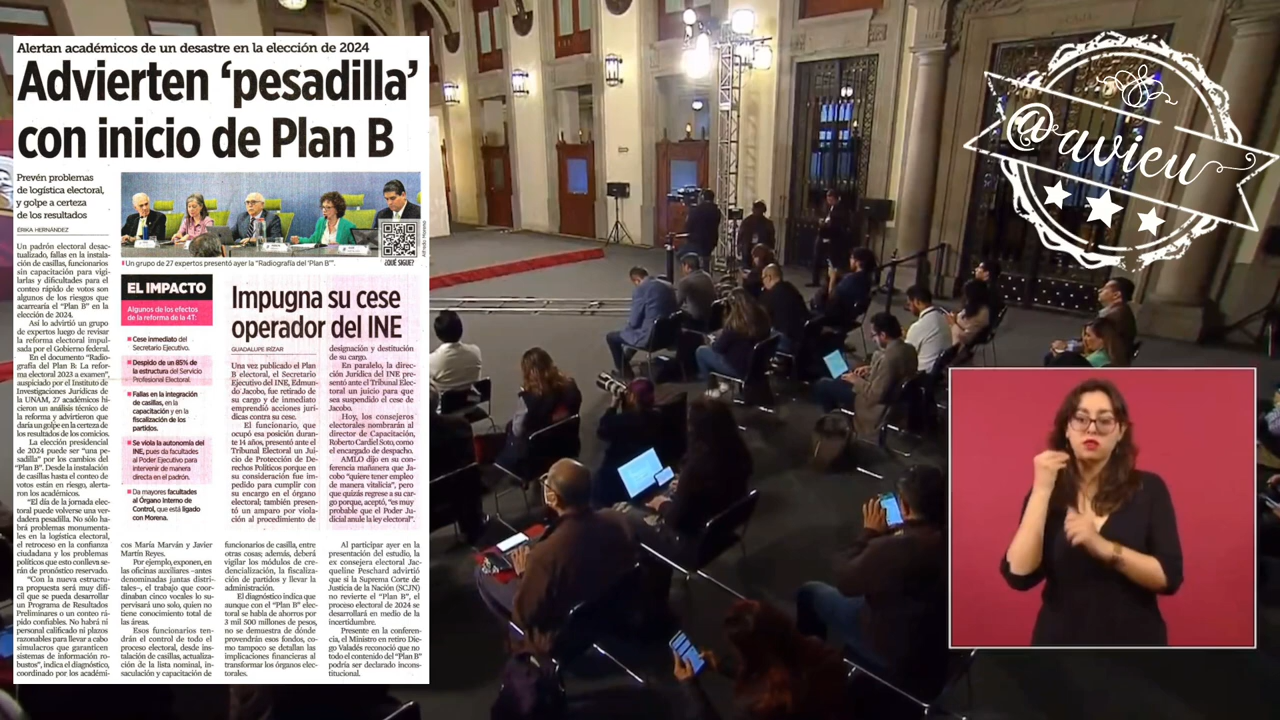 Alertan académicos de un desastre en la elección de 2024
Advierten ‘pesadilla’
con inicio de Plan B
Prevén problemas
de logística electoral,
y golpe a certeza
de los resultados
ÉRIKA HERNÁNDEZ
Un padrón electoral desac-
tualizado, fallas en la instala-
ción de casillas, funcionarios
sin capacitación para vigi-
larlas y dificultades para el
conteo rápido de votos son
algunos de los riesgos que
acarrearía el "Plan B" en la
elección de 2024.
Así lo advirtió un grupo
de expertos luego de revisar
la reforma electoral impul-
sada por el Gobierno federal.
En el documento "Radio-
grafía del Plan B: La refor-
ma electoral 2023 a examen",
auspiciado por el Instituto de
Investigaciones Jurídicas de
la UNAM, 27 académicos hi-
cieron un análisis técnico de
la reforma y advirtieron que
daría un golpe en la certeza de
los resultados de los comicios.
La elección presidencial
de 2024 puede ser "una pe-
sadilla" por los cambios del
"Plan B". Desde la instalación
de casillas hasta el conteo de
votos están en riesgo, alerta-
ron los académicos.
"El día de la jornada elec-
toral puede volverse una ver-
dadera pesadilla. No sólo ha-
brá problemas monumenta-
les en la logística electoral,
el retroceso en la confianza
ciudadana y los problemas
políticos que esto conlleva serán
de pronóstico reservado.
"Con la nueva estructu-
ra propuesta será muy difí-
cil que se pueda desarrollar
un Programa de Resultados
Preliminares o un conteo rá-
pido confiables. No habrá ni
personal calificado ni plazos
razonables para llevar a cabo
simulacros que garanticen
sistemas de información ro-
bustos", indica el diagnóstico,
coordinado por los académi-
Alfredo Moreno
¿QUÉ SIGUE?
Un grupo de 27 expertos presentó ayer la "Radiografía del 'Plan B'".
EL IMPACTO
Algunos de los efectos
de la reforma de la 4T:
Cese inmediato del
Secretario Ejecutivo.
Despido de un 85% de
la estructura del Servicio
Profesional Electoral.
Fallas en la integración
de casillas, en la
capacitación y en la
fiscalización de los
partidos.
Se viola la autonomía del
INE, pues da facultades
al Poder Ejecutivo para
intervenir de manera
directa en el padrón.
Da mayores facultades
al Órgano Interno de
Control, que está ligado
con Morena.
Impugna su cese
operador del INE
GUADALUPE IRÍZAR
Una vez publicado el Plan
B electoral, el Secretario
Ejecutivo del INE, Edmun-
do Jacobo, fue retirado de
su cargo y de inmediato
emprendió acciones jurí-
dicas contra su cese.
El funcionario, que
ocupó esa posición duran-
te 14 años, presentó ante el
Tribunal Electoral un Jui-
cio de Protección de De-
rechos Políticos porque en
su consideración fue im-
pedido para cumplir con
su encargo en el órgano
electoral; también presen-
tó un amparo por viola-
ción al procedimiento de
designación y destitución
de su cargo.
En paralelo, la direc-
ción Jurídica del INE pre-
sentó ante el Tribunal Elec-
toral un juicio para que
sea suspendido el cese de
Jacobo.
Hoy, los consejeros
electorales nombrarán al
director de Capacitación,
Roberto Cardiel Soto, como
el encargado de despacho.
AMLO dijo en su con-
ferencia mañanera que Ja-
cobo "quiere tener empleo
de manera vitalicia", pero
que quizás regrese a su car-
go porque, aceptó, "es muy
probable que el Poder Ju-
dicial anule la ley electoral".
cos María Marván y Javier
Martín Reyes.
Por ejemplo, exponen, en
las oficinas auxiliares –antes
denominadas juntas distri-
tales–, el trabajo que coor-
dinaban cinco vocales lo su-
pervisará uno solo, quien no
tiene conocimiento total de
las áreas.
Esos funcionarios ten-
drán el control de todo el
proceso electoral, desde ins-
talación de casillas, actualiza-
ción de la lista nominal, in-
saculación y capacitación de
funcionarios de casilla, entre
otras cosas; además, deberá
vigilar los módulos de cre-
dencialización, la fiscaliza-
ción de partidos y llevar la
administración.
El diagnóstico indica que
aunque con el "Plan B" elec-
toral se habla de ahorros por
3 mil 500 millones de pesos,
no se demuestra de dónde
provendrán esos fondos, co-
mo tampoco se detallan las
implicaciones financieras al
transformar los órganos elec-
torales.
Al participar ayer en la
presentación del estudio, la
ex consejera electoral Jac-
queline Peschard advirtió
que si la Suprema Corte de
Justicia de la Nación (SCJN)
no revierte el "Plan B", el
proceso electoral de 2024 se
desarrollará en medio de la
incertidumbre.
Presente en la conferen-
cia, el Ministro en retiro Die-
go Valadés reconoció que no
todo el contenido del "Plan B"
podría ser declarado incons-
titucional.
@avieu